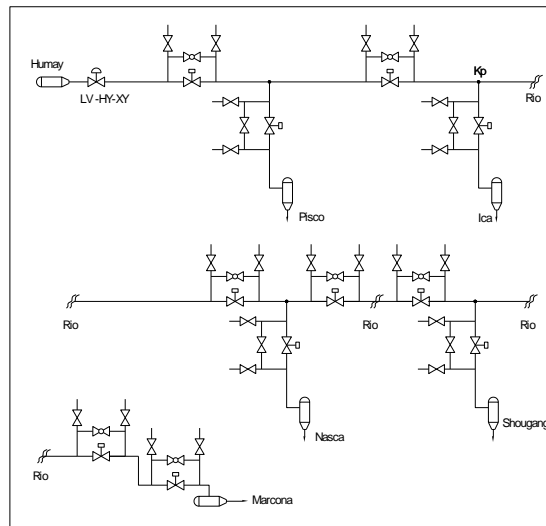 Humay
LV -HY-XY
Kp
Rio
Pisco
Ica
Rio
Rio
Rio
Nasca
Shougang
Rio
Marcona